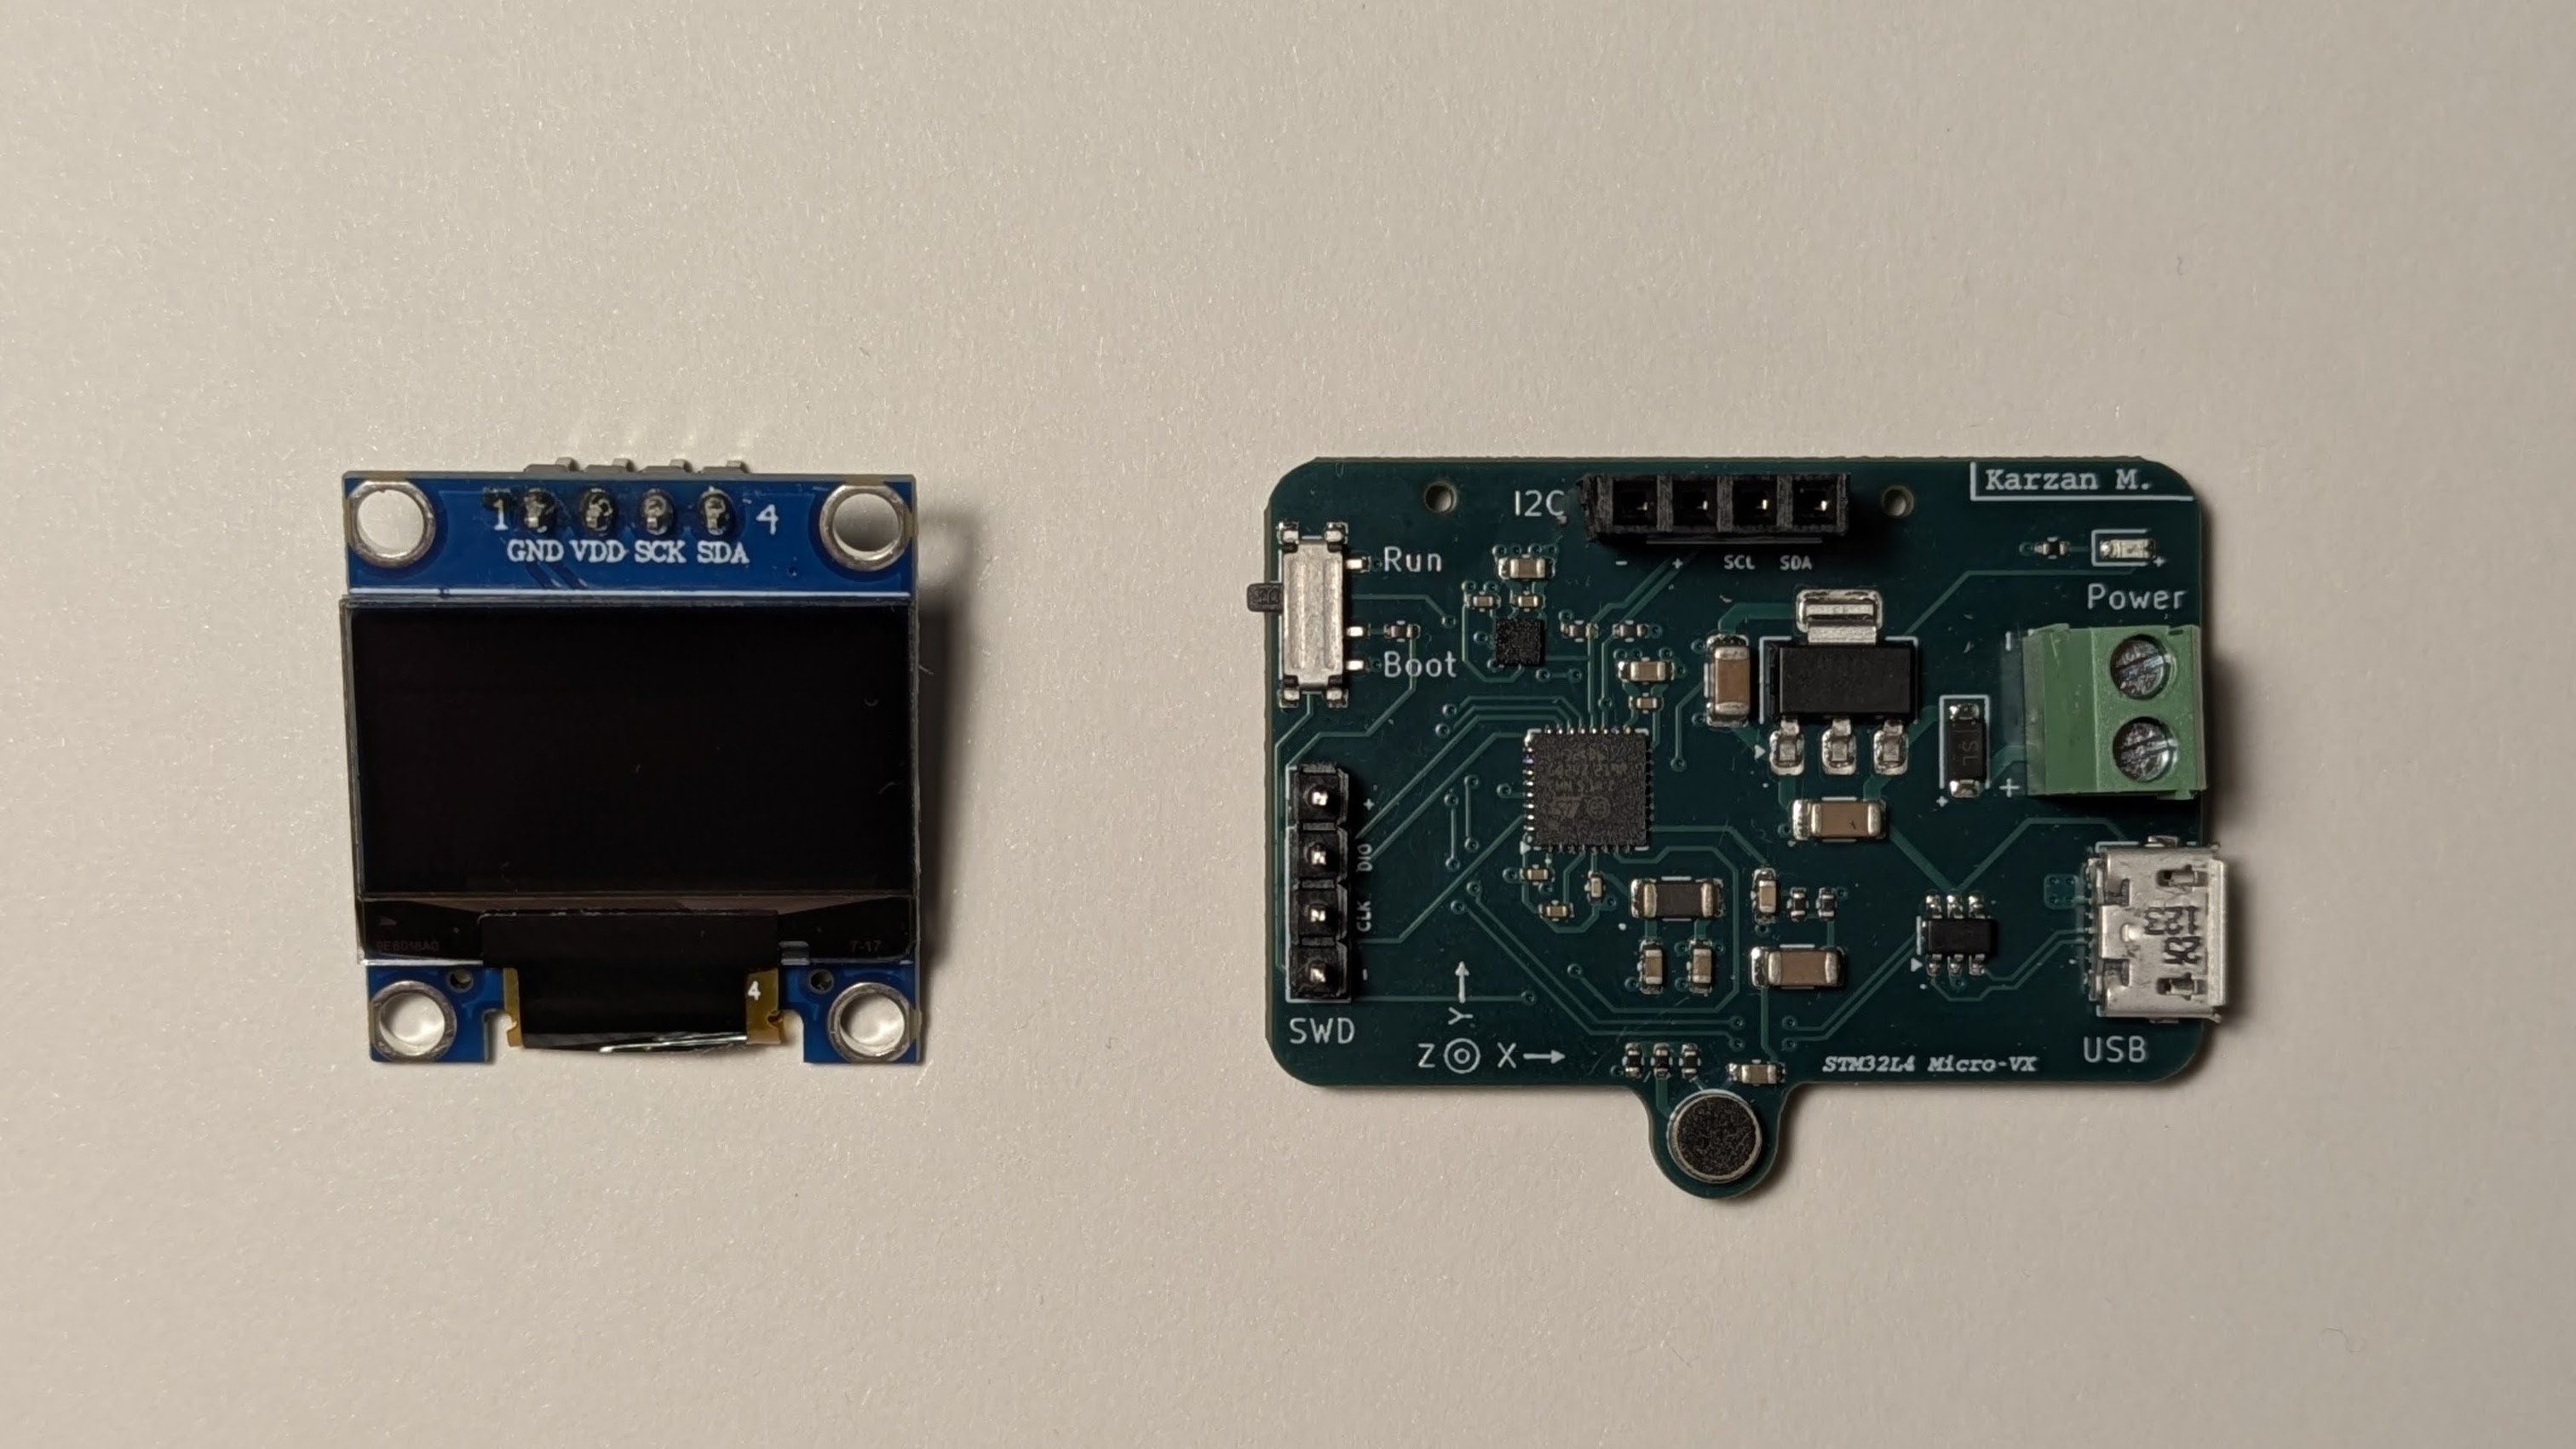 1 4
GND VDD SCK SDA
9E6018A0
7-17
4
Karzan M.
I2C
- + SCL SDA
Run
Boot
Power
-
+
+ DIO CLK -
SWD
Y
Z X
STM32L4 Micro-VX
USB